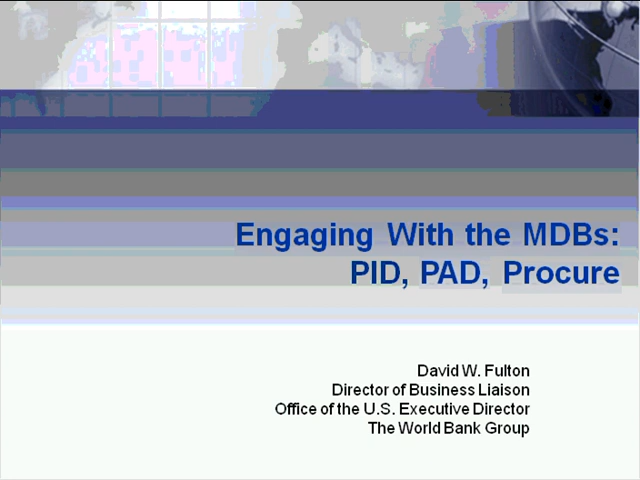 Engaging With the MDBs:
PID, PAD, Procure
David W. Fulton
Director of Business Liaison
Office of the U.S. Executive Director
The World Bank Group